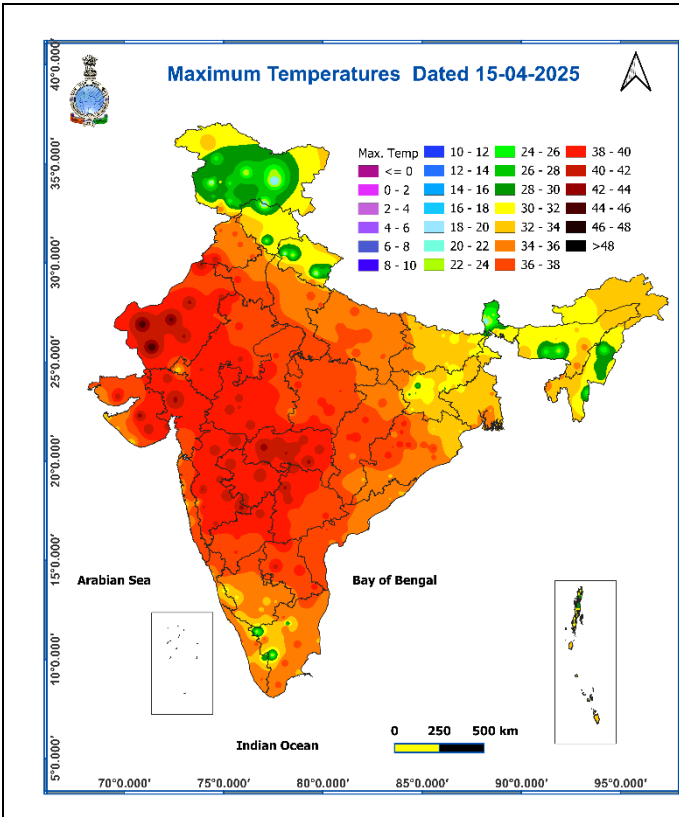 Maximum Temperatures Dated 15-04-2025
Max. Temp
<= 0
0 - 2
2 - 4
4 - 6
6 - 8
8 - 10
10 - 12
12 - 14
14 - 16
16 - 18
18 - 20
20 - 22
22 - 24
24 - 26
26 - 28
28 - 30
30 - 32
32 - 34
34 - 36
36 - 38
38 - 40
40 - 42
42 - 44
44 - 46
46 - 48
>48
40°0.000'
35°0.000'
30°0.000'
25°0.000'
20°0.000'
15°0.000'
10°0.000'
5°0.000'
Arabian Sea
Bay of Bengal
Indian Ocean
0 250 500 km
70°0.000' 75°0.000' 80°0.000' 85°0.000' 90°0.000' 95°0.000'